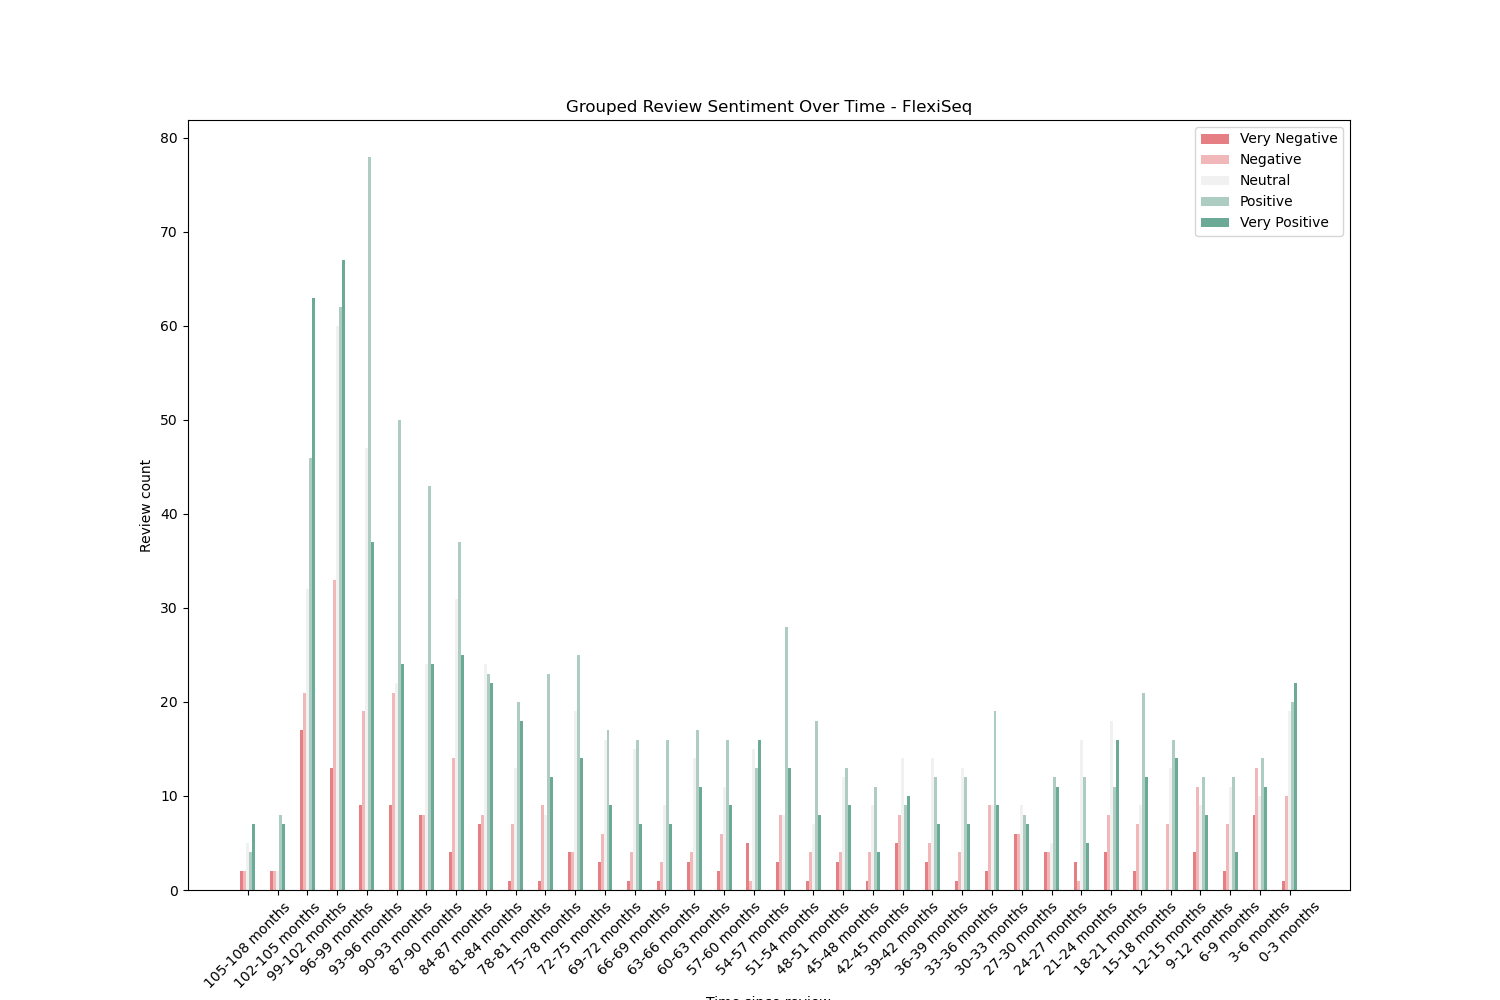 Grouped Review Sentiment Over Time - FlexiSeq
Very Negative
Negative
Neutral
Positive
Very Positive
Review count
80
70
60
50
40
30
20
10
0
105-108 months
102-105 months
99-102 months
96-99 months
93-96 months
90-93 months
87-90 months
84-87 months
81-84 months
78-81 months
75-78 months
72-75 months
69-72 months
66-69 months
63-66 months
60-63 months
57-60 months
54-57 months
51-54 months
48-51 months
45-48 months
42-45 months
39-42 months
36-39 months
33-36 months
30-33 months
27-30 months
24-27 months
21-24 months
18-21 months
15-18 months
12-15 months
9-12 months
6-9 months
3-6 months
0-3 months
Time since review